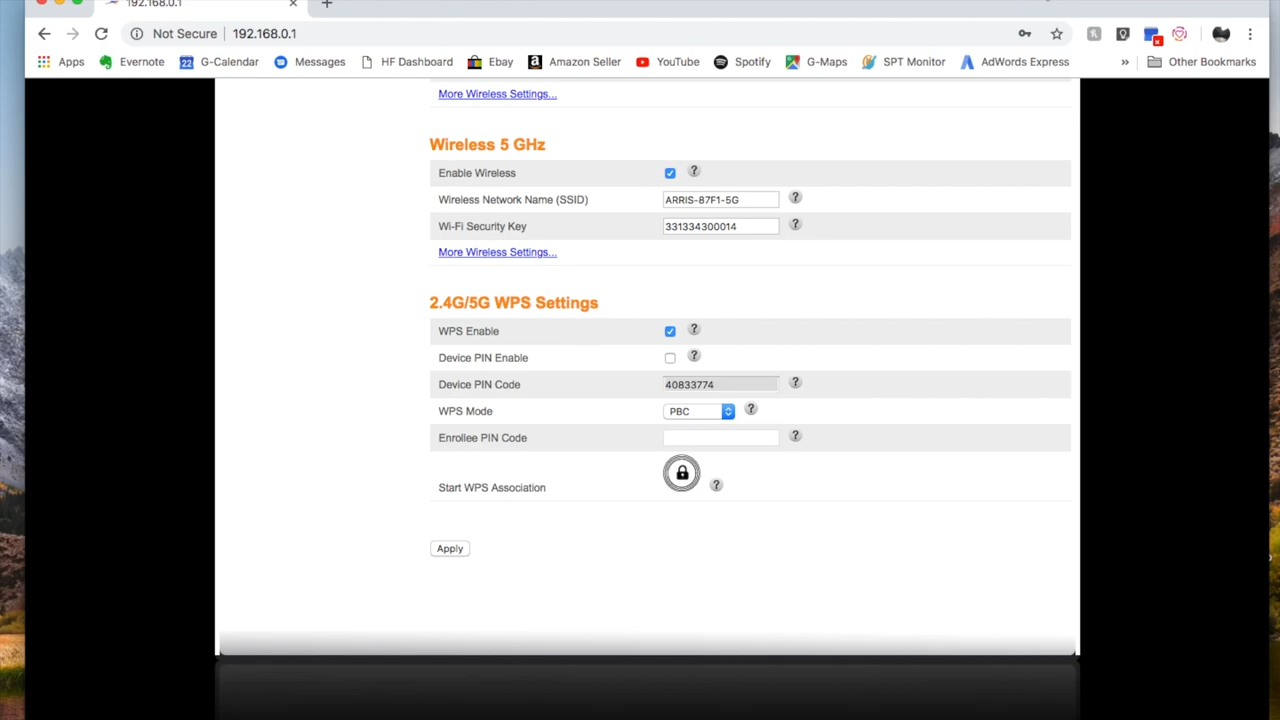 192.168.0.1
Not Secure 192.168.0.1
Apps Evernote 22 G-Calendar Messages HF Dashboard Ebay a Amazon Seller YouTube Spotify G-Maps SPT Monitor AdWords Express » Other Bookmarks
More Wireless Settings...
Wireless 5 GHz
Enable Wireless ?
Wireless Network Name (SSID) ARRIS-87F1-5G ?
Wi-Fi Security Key 331334300014 ?
More Wireless Settings...
2.4G/5G WPS Settings
WPS Enable ?
Device PIN Enable ?
Device PIN Code 40833774 ?
WPS Mode PBC ?
Enrollee PIN Code ?
Start WPS Association ?
Apply